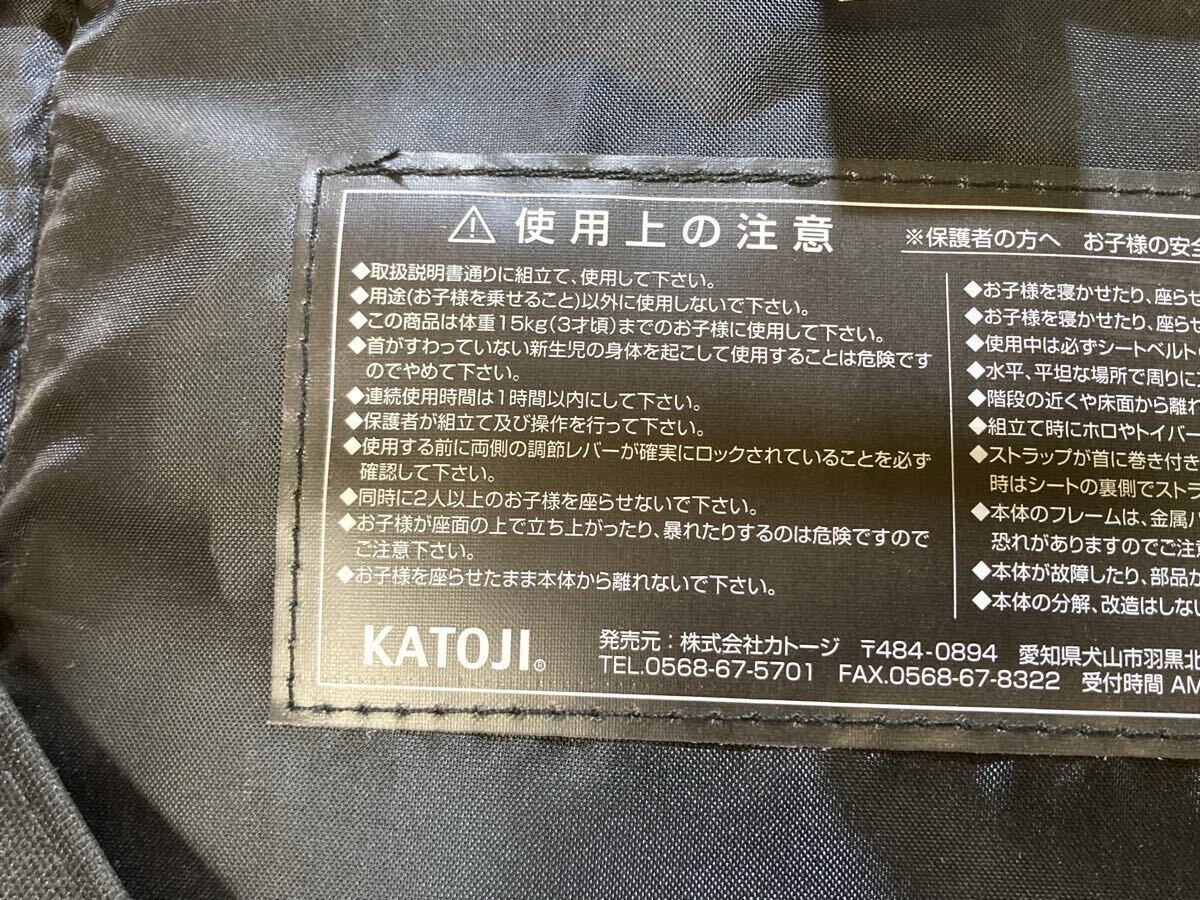 ⚠使用上の注意
※保護者の方へ お子様の安全
◆取扱説明書通りに組立て、使用して下さい。
◆用途(お子様を乗せること)以外に使用しないで下さい。
◆この商品は体重15kg(3才頃)までのお子様に使用して下さい。
◆首がすわっていない新生児の身体を起こして使用することは危険です
のでやめて下さい。
◆連続使用時間は1時間以内にして下さい。
◆保護者が組立て及び操作を行って下さい。
◆使用する前に両側の調節レバーが確実にロックされていることを必ず
確認して下さい。
◆同時に2人以上のお子様を座らせないで下さい。
◆お子様が座面の上で立ち上がったり、暴れたりするのは危険ですので
ご注意下さい。
◆お子様を座らせたまま本体から離れないで下さい。
◆お子様を寝かせたり、座らせ
◆お子様を寝かせたり、座らせ
◆使用中は必ずシートベルト
◆水平、平坦な場所で周りに
◆階段の近くや床面から離れ
◆組立て時にホロやトイバー
◆ストラップが首に巻き付き
時はシートの裏側でストラ
◆本体のフレームは、金属
恐れがありますのでご注意
◆本体が故障したり、部品が
◆本体の分解、改造はしない
KATOJI®
発売元:株式会社カトージ 〒484-0894 愛知県犬山市羽黒北
TEL.0568-67-5701 FAX.0568-67-8322 受付時間 AM